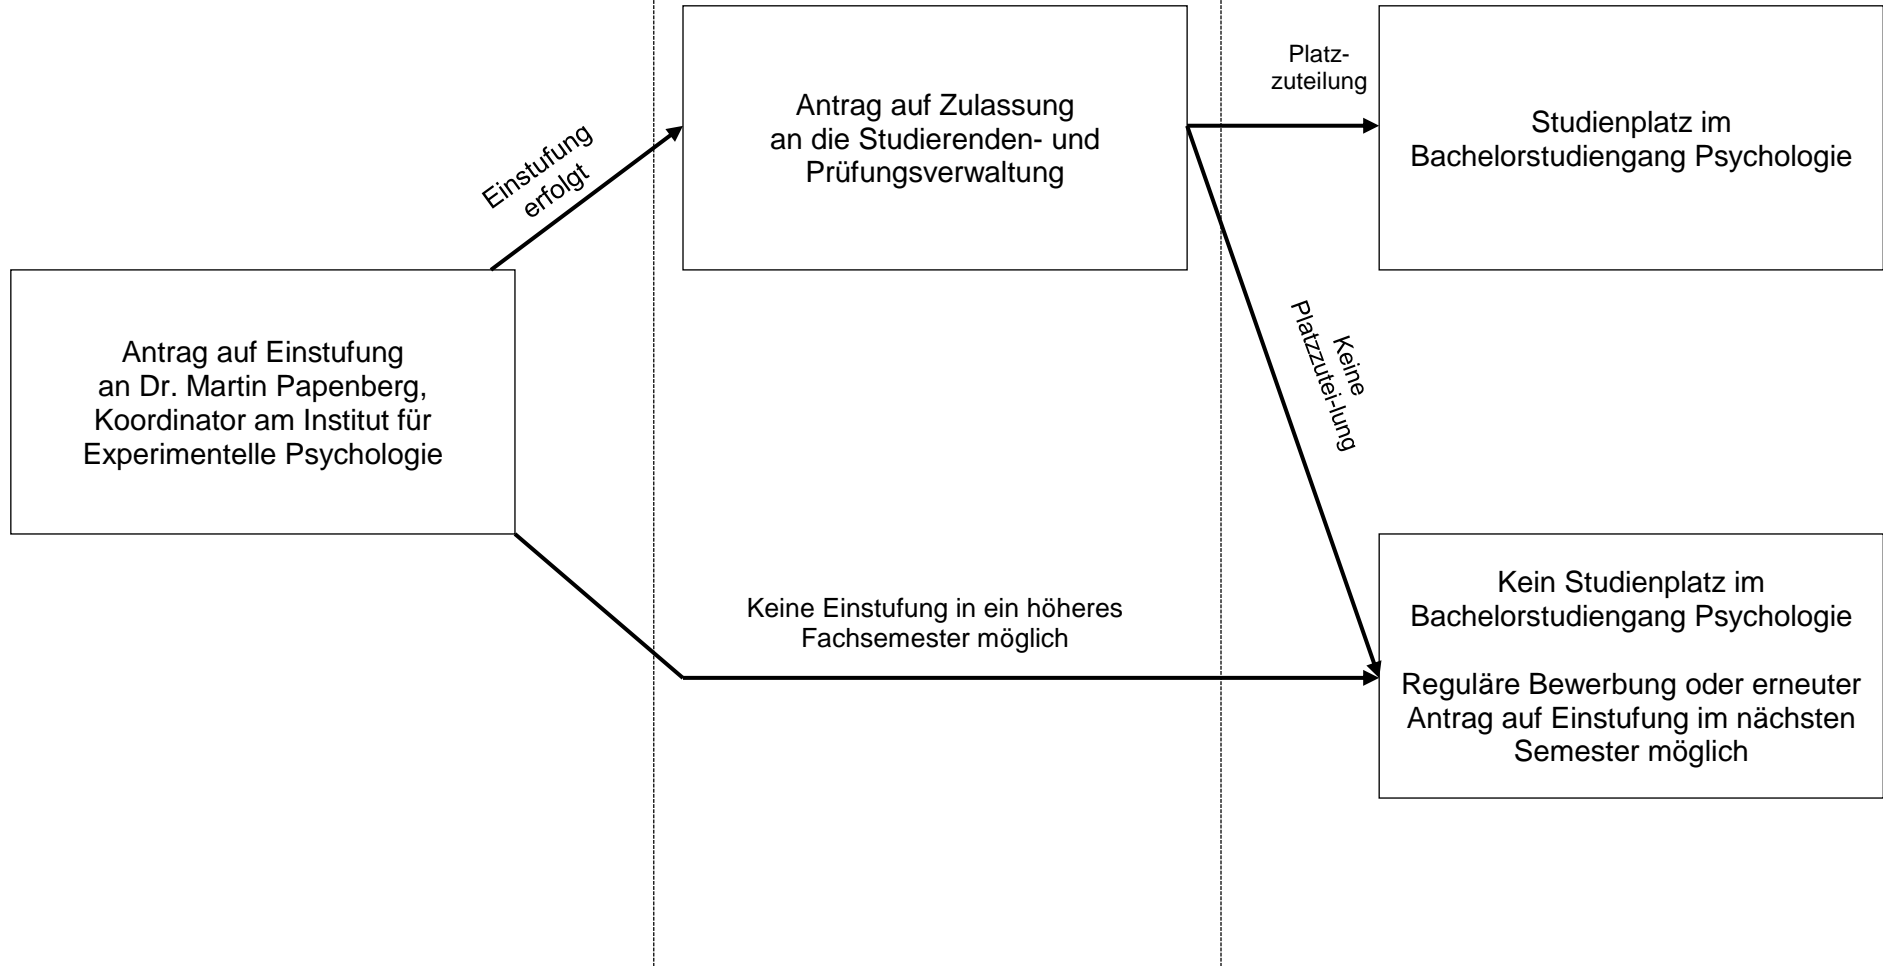 Antrag auf Einstufung
an Dr. Martin Papenberg,
Koordinator am Institut für
Experimentelle Psychologie
Einstufung
erfolgt
Antrag auf Zulassung
an die Studierenden- und
Prüfungsverwaltung
Platz-
zuteilung
Studienplatz im
Bachelorstudiengang Psychologie
Keine
Platzzutei-lung
Keine Einstufung in ein höheres
Fachsemester möglich
Kein Studienplatz im
Bachelorstudiengang Psychologie
Reguläre Bewerbung oder erneuter
Antrag auf Einstufung im nächsten
Semester möglich